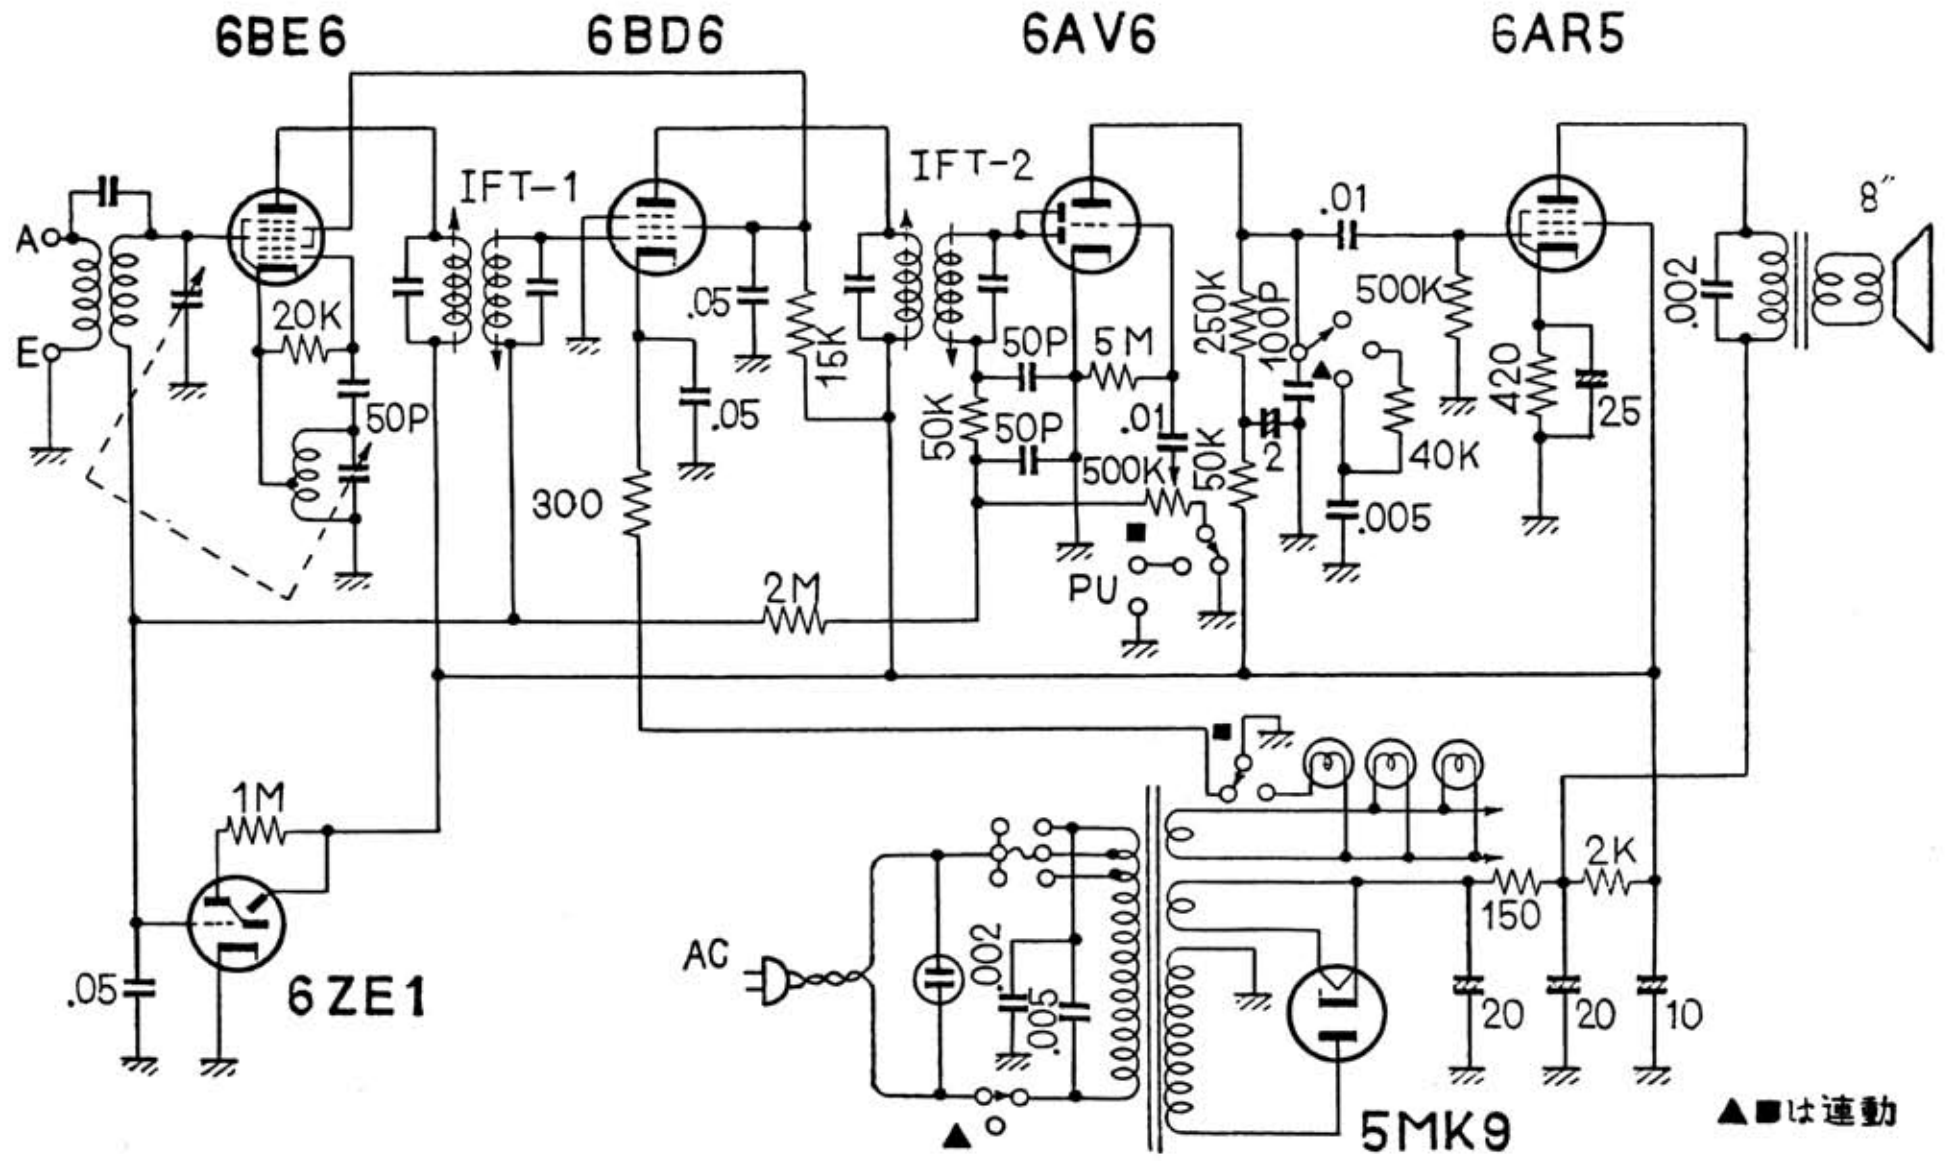 6BE6
6BD6
6AV6
6AR5
IFT-1
IFT-2
A
E
8″
.01
20K
50P
.05
.05
15K
300
50P
5M
50K
50P
.01
500K
250K
100P
50K
2
500K
40K
.005
420
25
.002
2M
■
PU
▲
1M
6ZE1
.05
■
AC
.002
.005
▲
2K
150
20
20
10
5MK9
▲■は連動